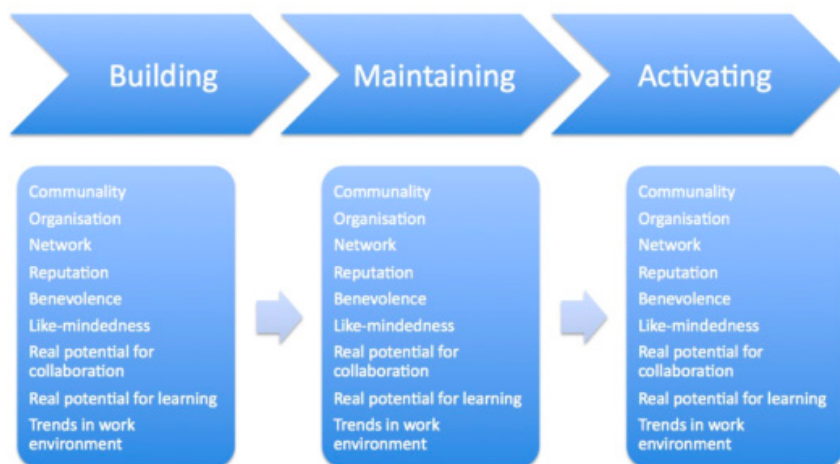 Building
Maintaining
Activating
Communality
Organisation
Network
Reputation
Benevolence
Like-mindedness
Real potential for
collaboration
Real potential for learning
Trends in work
environment
Communality
Organisation
Network
Reputation
Benevolence
Like-mindedness
Real potential for
collaboration
Real potential for learning
Trends in work
environment
Communality
Organisation
Network
Reputation
Benevolence
Like-mindedness
Real potential for
collaboration
Real potential for learning
Trends in work
environment